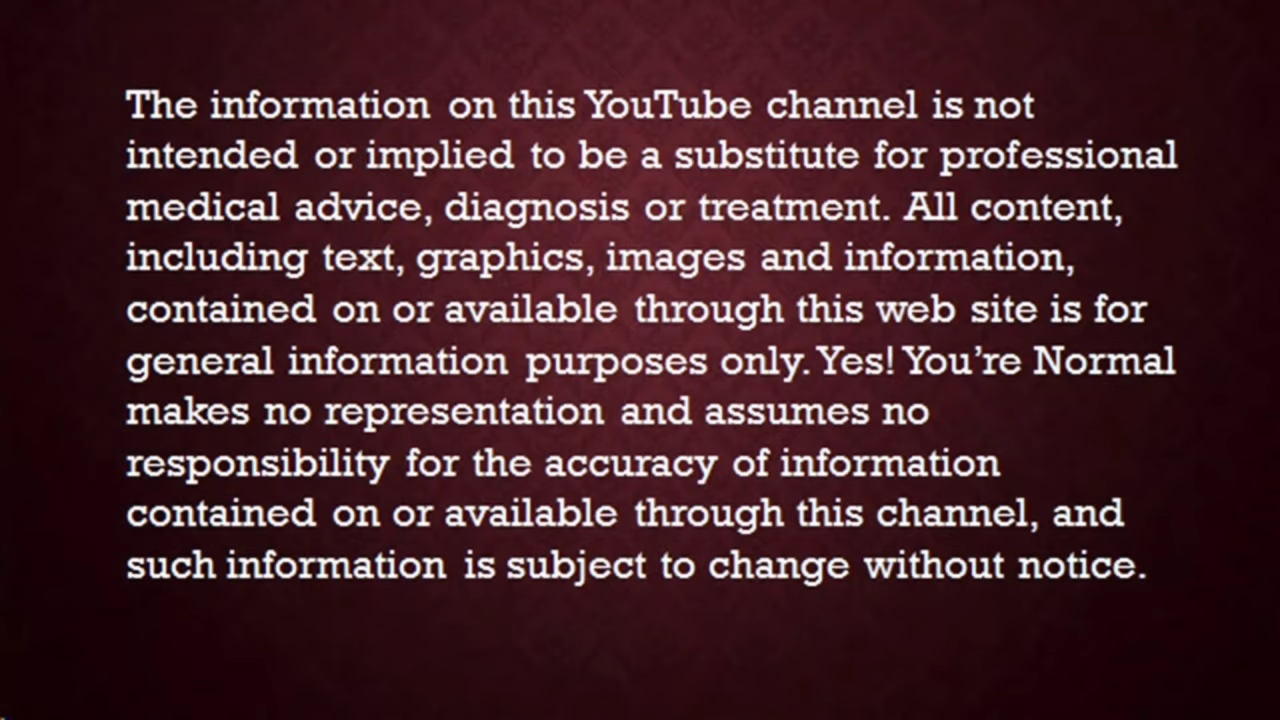 The information on this YouTube channel is not
intended or implied to be a substitute for professional
medical advice, diagnosis or treatment. All content,
including text, graphics, images and information,
contained on or available through this web site is for
general information purposes only. Yes! You’re Normal
makes no representation and assumes no
responsibility for the accuracy of information
contained on or available through this channel, and
such information is subject to change without notice.